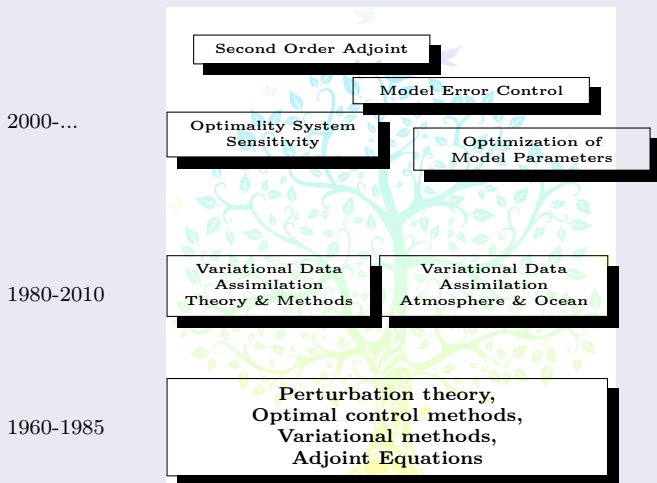 Second Order Adjoint
Model Error Control
2000-...
Optimality System
Sensitivity
Optimization of
Model Parameters
1980-2010
Variational Data
Assimilation
Theory & Methods
Variational Data
Assimilation
Atmosphere & Ocean
1960-1985
Perturbation theory,
Optimal control methods,
Variational methods,
Adjoint Equations